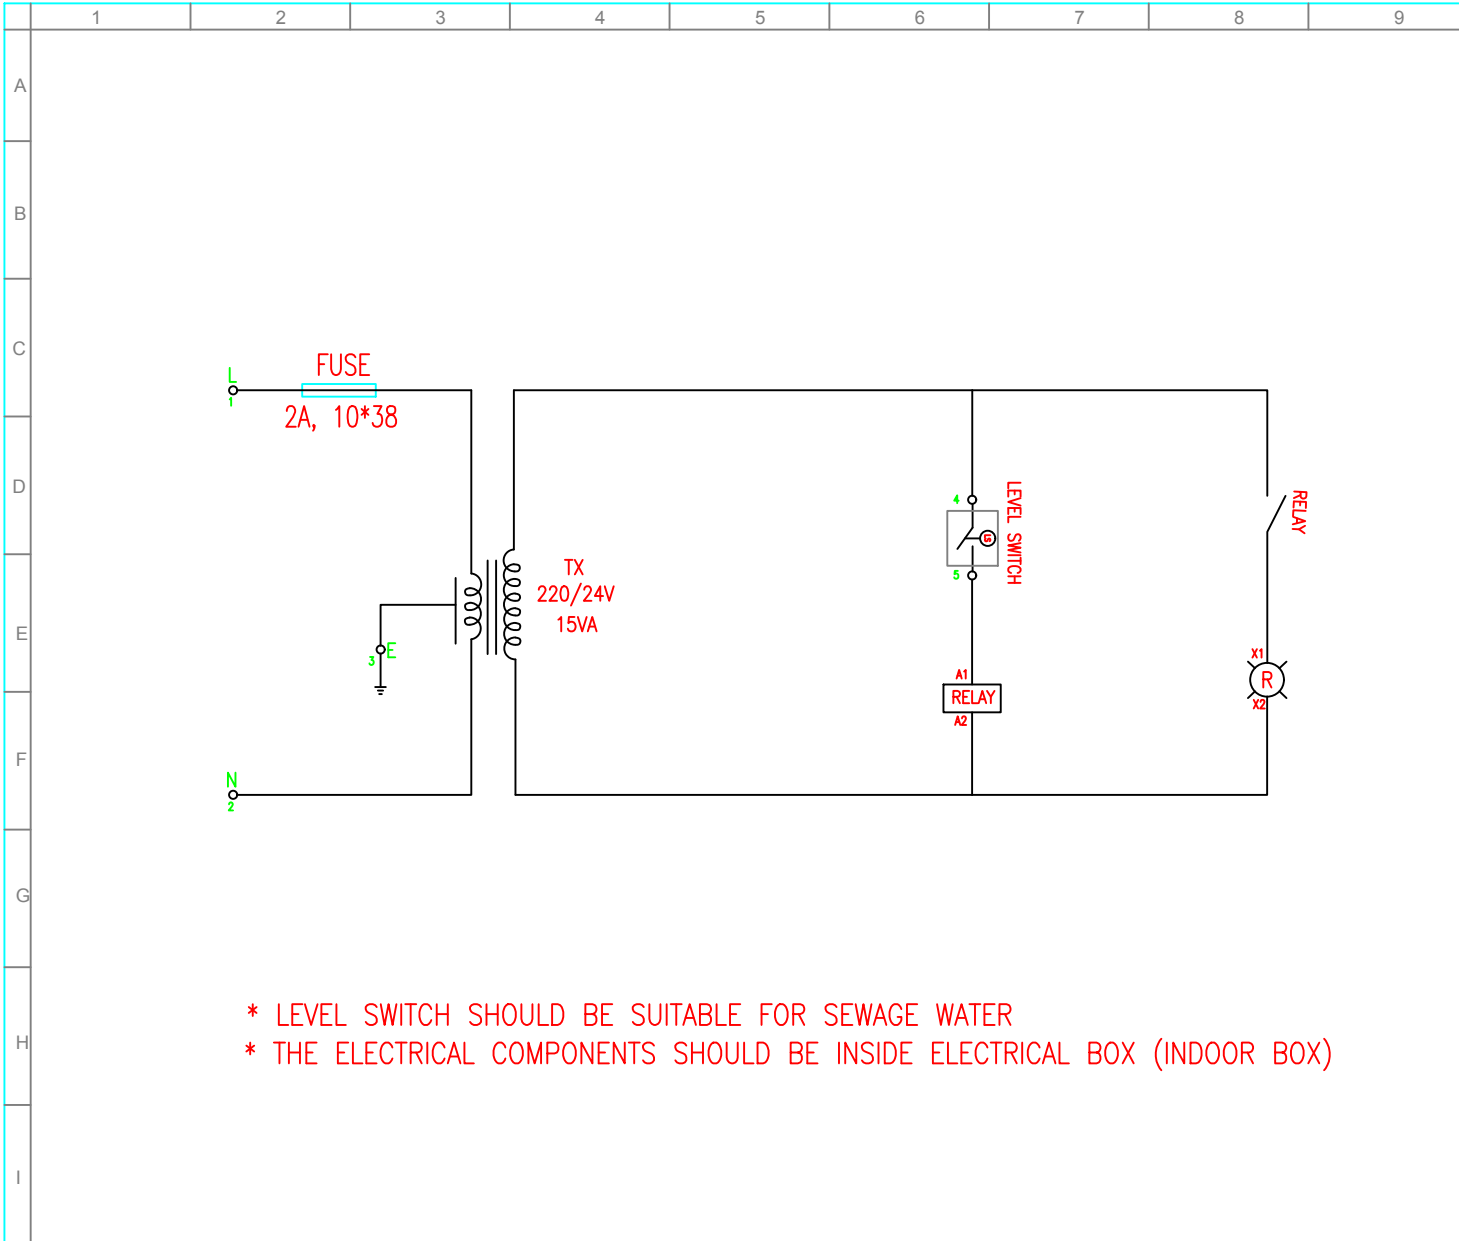 1 2 3 4 5 6 7 8 9
A
B
C
D
E
F
G
H
I
L
1
FUSE
2A, 10*38
TX
220/24V
15VA
E
3
N
2
4
LEVEL SWITCH
LS
5
A1
RELAY
A2
RELAY
X1
R
X2
* LEVEL SWITCH SHOULD BE SUITABLE FOR SEWAGE WATER
* THE ELECTRICAL COMPONENTS SHOULD BE INSIDE ELECTRICAL BOX (INDOOR BOX)